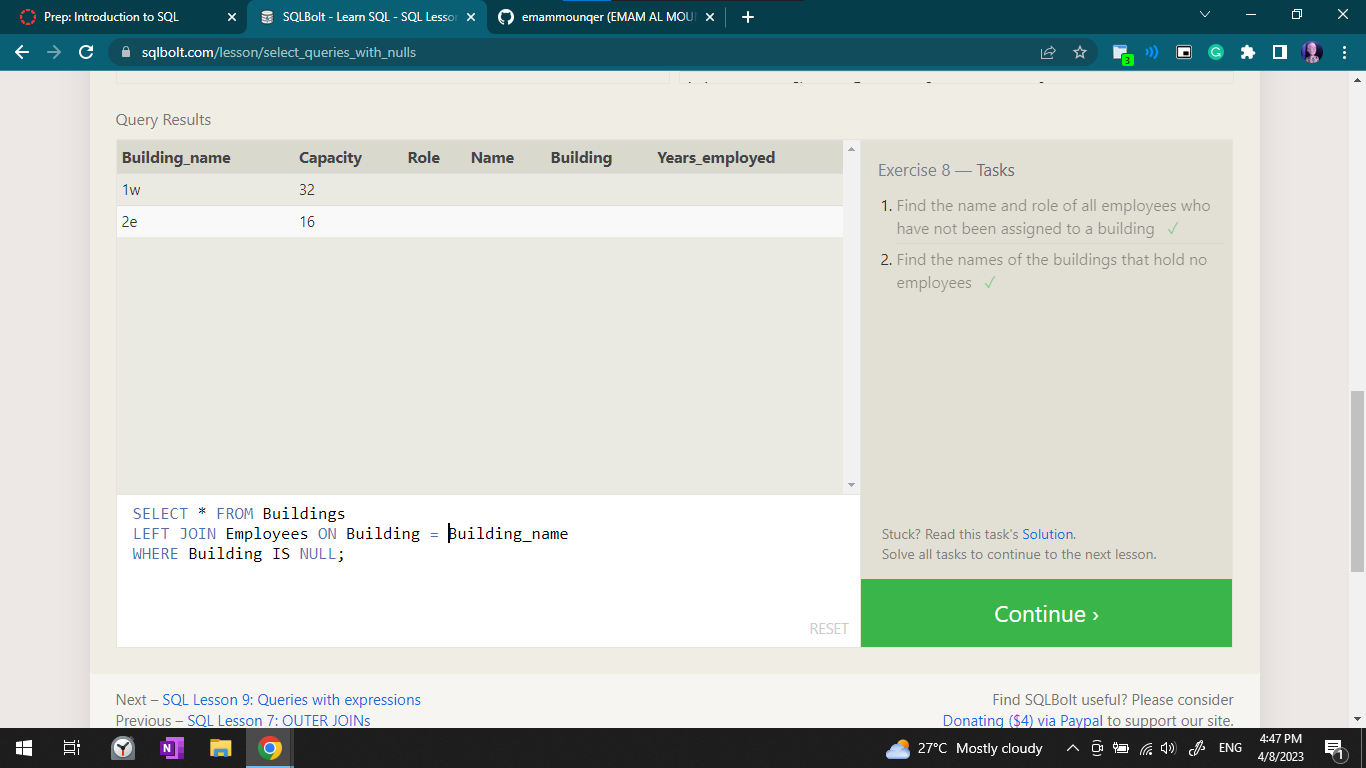 Prep: Introduction to SQL
SQLBolt - Learn SQL - SQL Lesson
emammounqer (EMAM AL MOUN
sqlbolt.com/lesson/select_queries_with_nulls
3
Query Results
Building_name Capacity Role Name Building Years_employed
1w 32
2e 16
Exercise 8 — Tasks
1. Find the name and role of all employees who
have not been assigned to a building ✓
2. Find the names of the buildings that hold no
employees ✓
SELECT * FROM Buildings
LEFT JOIN Employees ON Building = Building_name
WHERE Building IS NULL;
RESET
Stuck? Read this task's Solution.
Solve all tasks to continue to the next lesson.
Continue ›
Next – SQL Lesson 9: Queries with expressions
Previous – SQL Lesson 7: OUTER JOINs
Find SQLBolt useful? Please consider
Donating ($4) via Paypal to support our site.
N
27°C Mostly cloudy
ENG
4:47 PM
4/8/2023
1